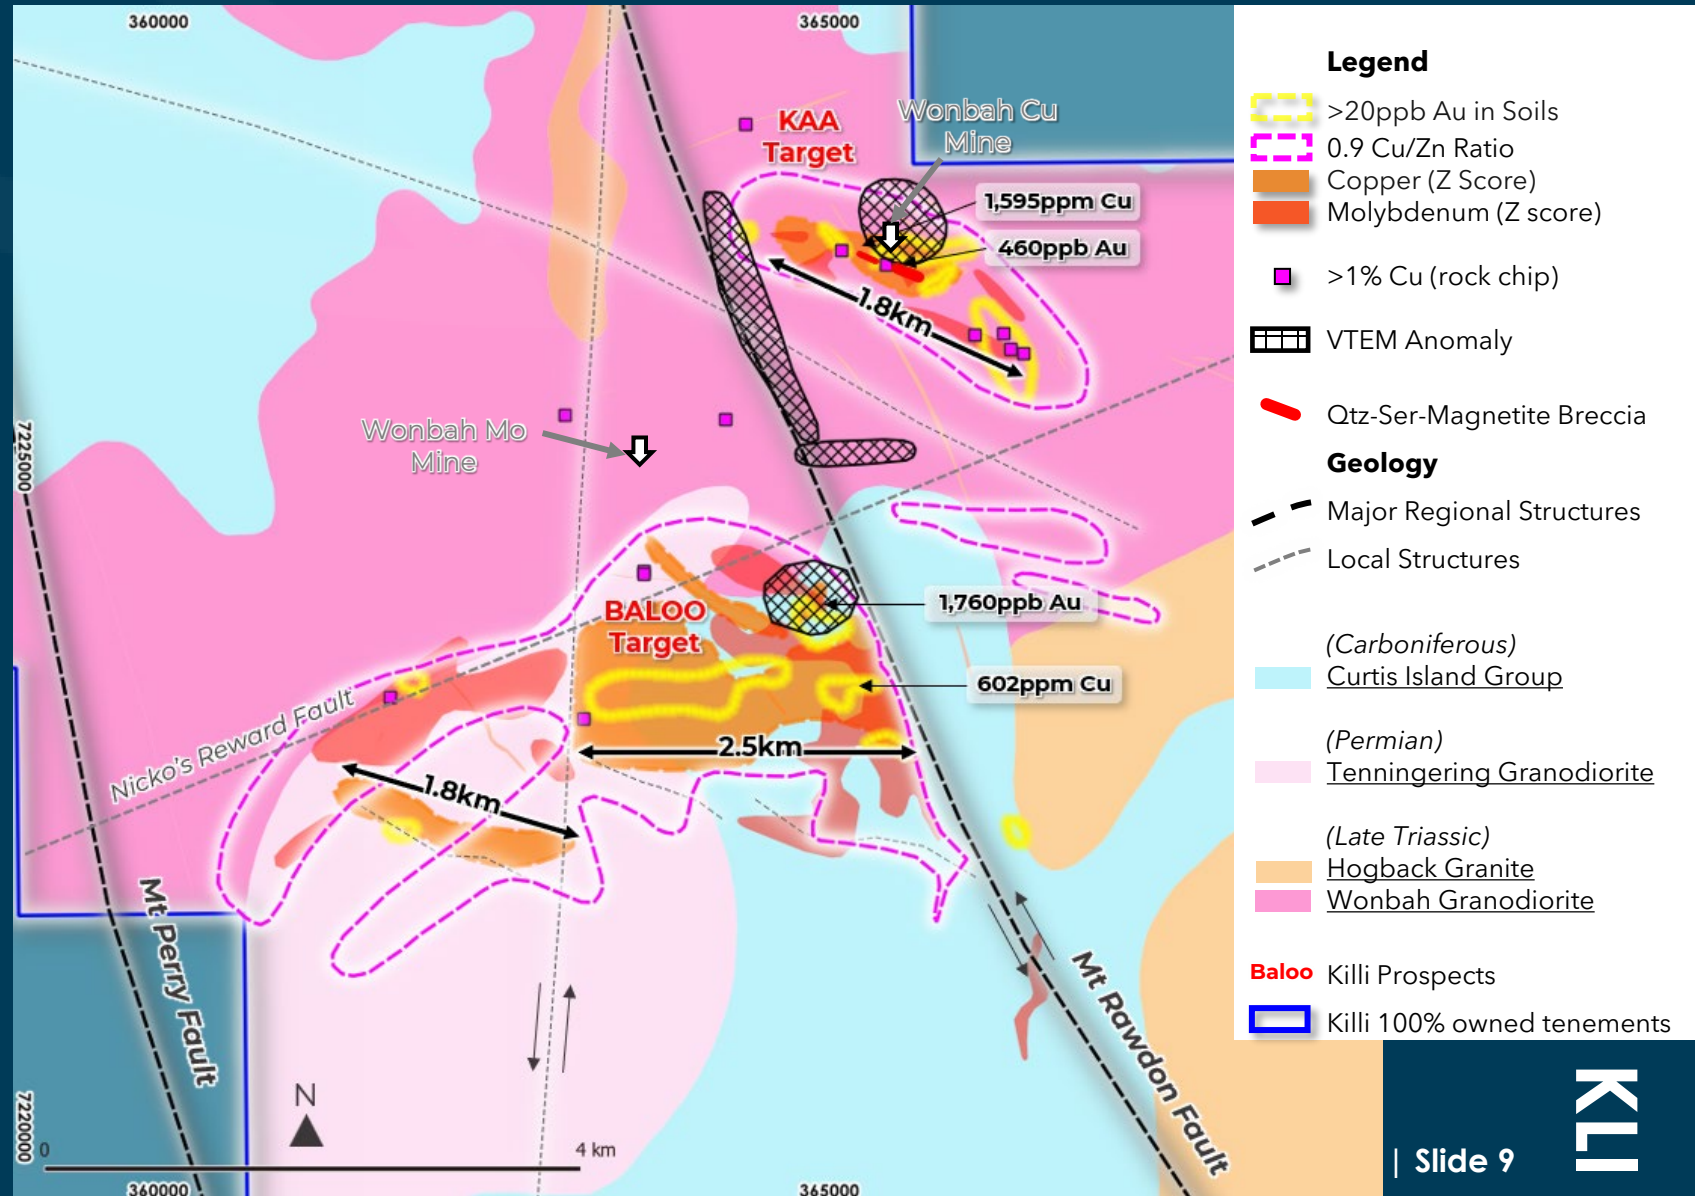 360000
365000
KAA
Target
Wonbah Cu
Mine
1,595ppm Cu
460ppb Au
1.8km
7225000
Wonbah Mo
Mine
BALOO
Target
1,760ppb Au
602ppm Cu
Nicko's Reward Fault
2.5km
1.8km
Mt Perry Fault
Mt Rawdon Fault
7220000
N
0
4 km
360000
365000
Legend
>20ppb Au in Soils
0.9 Cu/Zn Ratio
Copper (Z Score)
Molybdenum (Z score)
>1% Cu (rock chip)
VTEM Anomaly
Qtz-Ser-Magnetite Breccia
Geology
Major Regional Structures
Local Structures
(Carboniferous)
Curtis Island Group
(Permian)
Tenningering Granodiorite
(Late Triassic)
Hogback Granite
Wonbah Granodiorite
Baloo Killi Prospects
Killi 100% owned tenements
KLI
| Slide 9